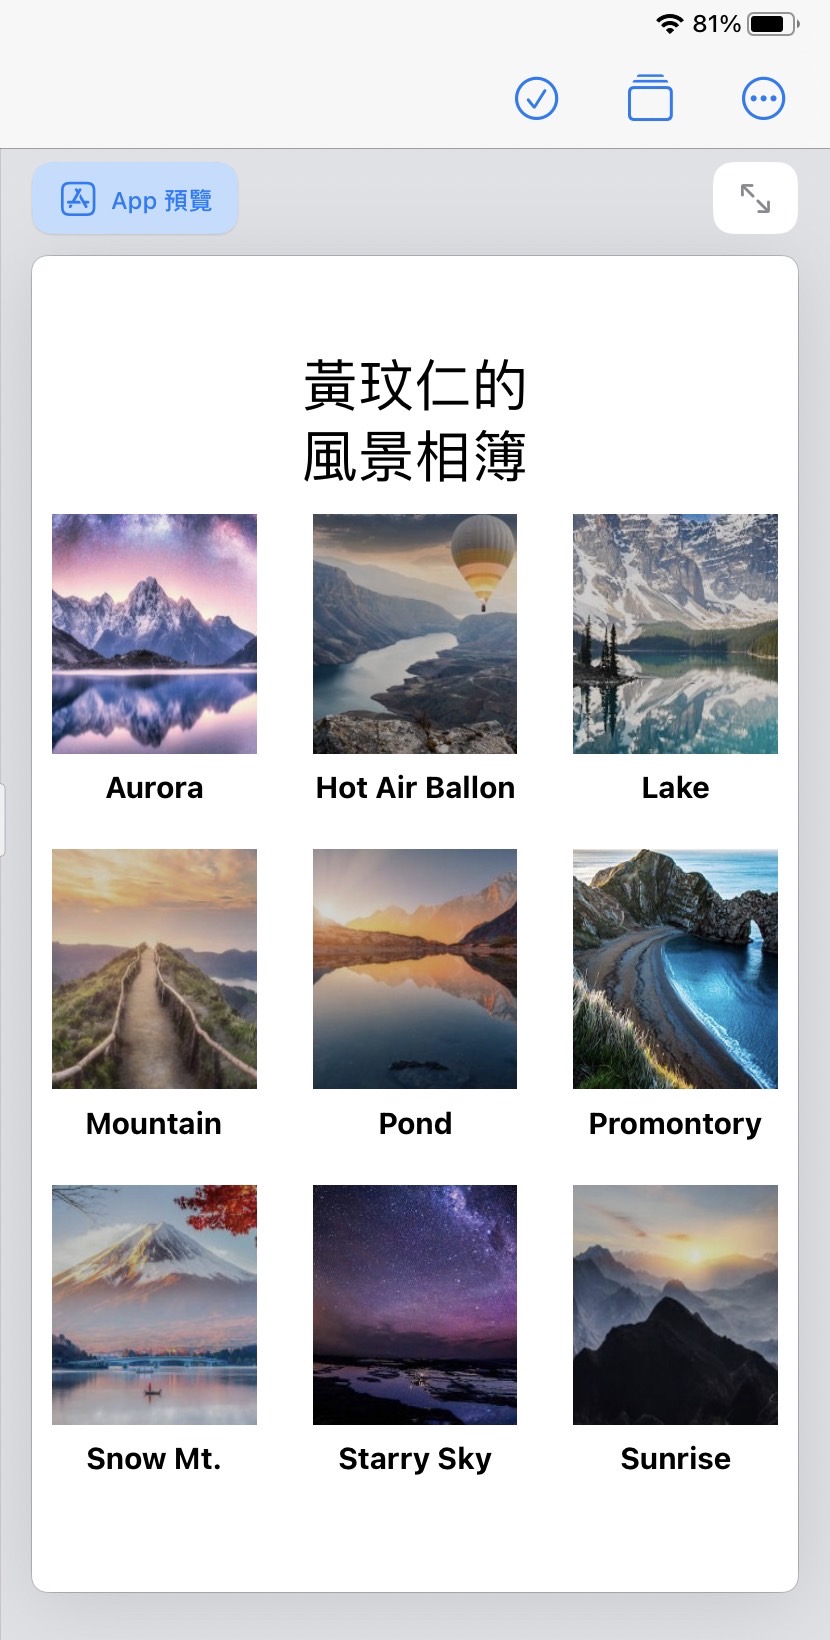 81%
App 預覽
黃玟仁的
風景相簿
Aurora
Hot Air Ballon
Lake
Mountain
Pond
Promontory
Snow Mt.
Starry Sky
Sunrise